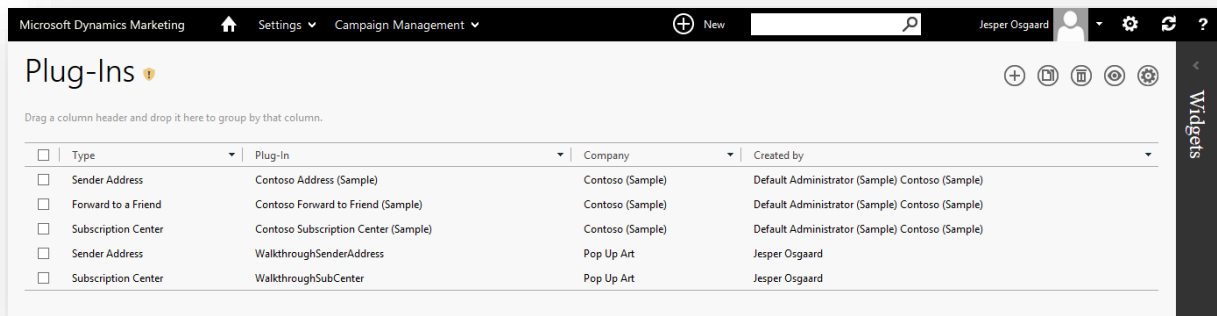 Microsoft Dynamics Marketing Settings Campaign Management New Jesper Osgaard ?
Plug-Ins
Widgets
Drag a column header and drop it here to group by that column.
Type Plug-In Company Created by
Sender Address Contoso Address (Sample) Contoso (Sample) Default Administrator (Sample) Contoso (Sample)
Forward to a Friend Contoso Forward to Friend (Sample) Contoso (Sample) Default Administrator (Sample) Contoso (Sample)
Subscription Center Contoso Subscription Center (Sample) Contoso (Sample) Default Administrator (Sample) Contoso (Sample)
Sender Address WalkthroughSenderAddress Pop Up Art Jesper Osgaard
Subscription Center WalkthroughSubCenter Pop Up Art Jesper Osgaard